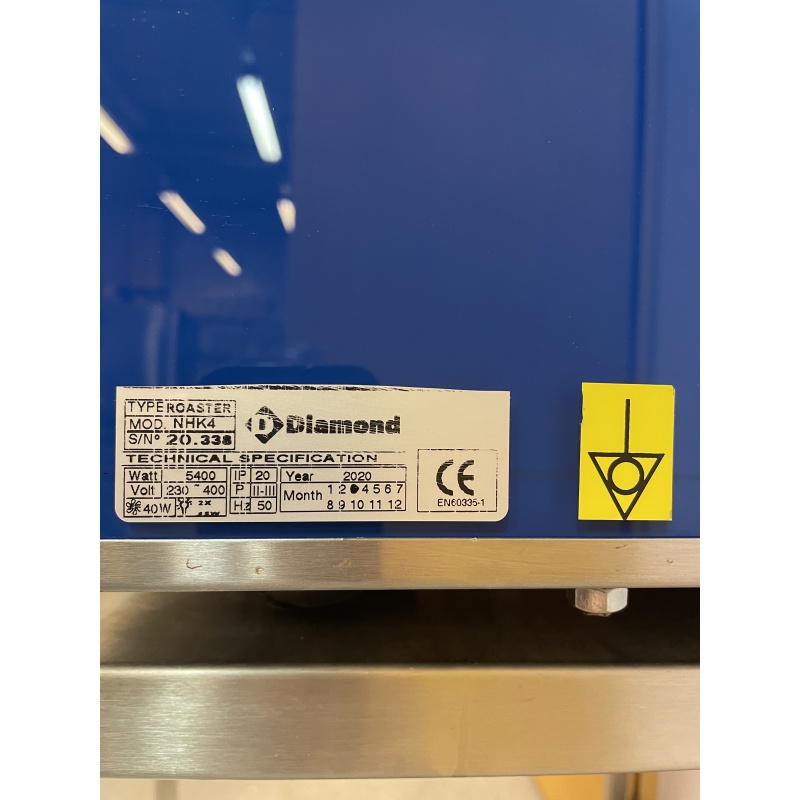 TYPE ROASTER
MOD. NHK4
S/N° 20.338
D Diamond
TECHNICAL SPECIFICATION
Watt 5400 IP 20 Year 2020
Volt 230~400 P II-III Month 1 2 4 5 6 7
40W 2X Hz 50 8 9 10 11 12
CE
EN60335-1